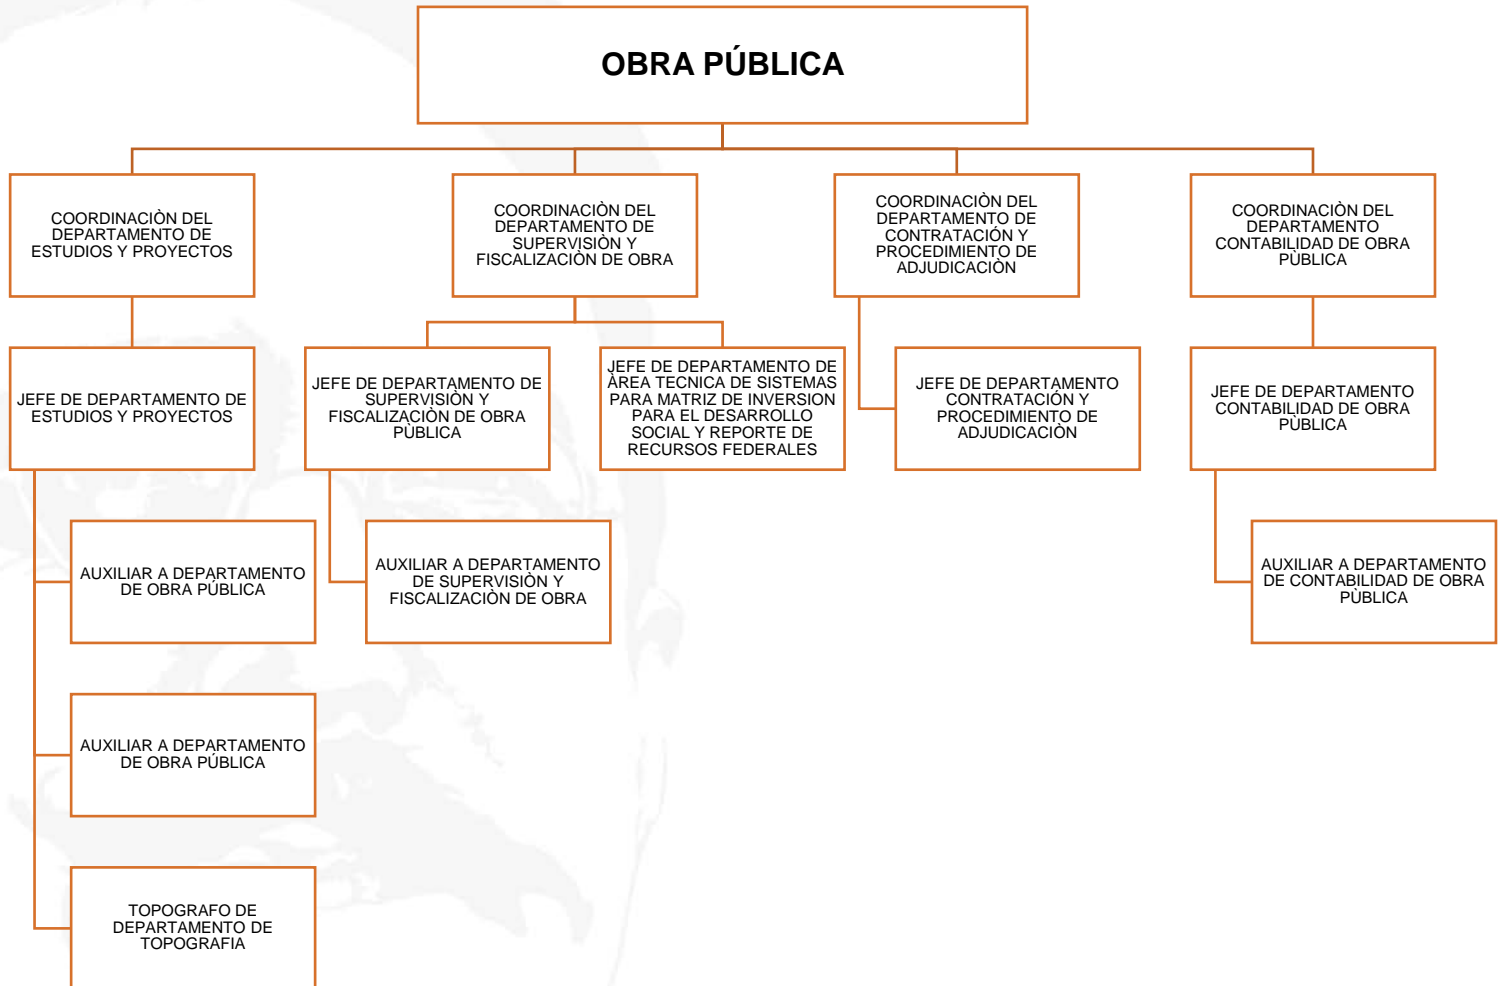 OBRA PÚBLICA
COORDINACIÒN DEL
DEPARTAMENTO DE
ESTUDIOS Y PROYECTOS
COORDINACIÒN DEL
DEPARTAMENTO DE
SUPERVISIÒN Y
FISCALIZACIÒN DE OBRA
COORDINACIÒN DEL
DEPARTAMENTO DE
CONTRATACIÓN Y
PROCEDIMIENTO DE
ADJUDICACIÒN
COORDINACIÒN DEL
DEPARTAMENTO
CONTABILIDAD DE OBRA
PÙBLICA
JEFE DE DEPARTAMENTO DE
ESTUDIOS Y PROYECTOS
JEFE DE DEPARTAMENTO DE
SUPERVISIÒN Y
FISCALIZACIÒN DE OBRA
PÙBLICA
JEFE DE DEPARTAMENTO DE
ÀREA TECNICA DE SISTEMAS
PARA MATRIZ DE INVERSION
PARA EL DESARROLLO
SOCIAL Y REPORTE DE
RECURSOS FEDERALES
JEFE DE DEPARTAMENTO
CONTRATACIÓN Y
PROCEDIMIENTO DE
ADJUDICACIÒN
JEFE DE DEPARTAMENTO
CONTABILIDAD DE OBRA
PÙBLICA
AUXILIAR A DEPARTAMENTO
DE OBRA PÚBLICA
AUXILIAR A DEPARTAMENTO
DE SUPERVISIÒN Y
FISCALIZACIÒN DE OBRA
AUXILIAR A DEPARTAMENTO
DE CONTABILIDAD DE OBRA
PÙBLICA
AUXILIAR A DEPARTAMENTO
DE OBRA PÚBLICA
TOPOGRAFO DE
DEPARTAMENTO DE
TOPOGRAFIA